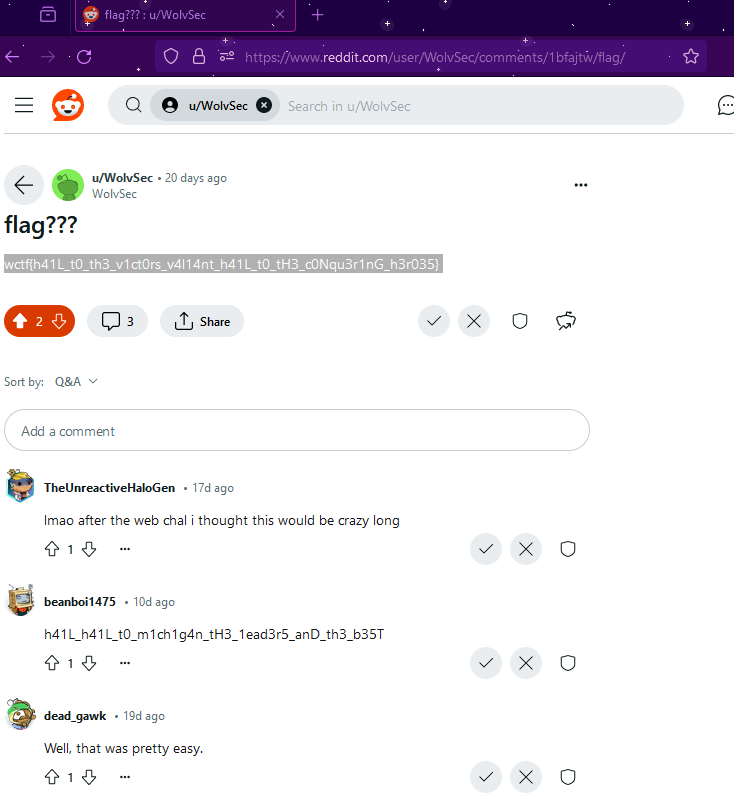 flag??? : u/WolvSec
https://www.reddit.com/user/WolvSec/comments/1bfajtw/flag/
u/WolvSec Search in u/WolvSec
u/WolvSec • 20 days ago
WolvSec
flag???
wctf{h41L_t0_th3_v1ct0rs_v4l14nt_h41L_t0_tH3_c0Nqu3r1nG_h3r035}
2 3 Share
Sort by: Q&A
Add a comment
TheUnreactiveHaloGen • 17d ago
lmao after the web chal i thought this would be crazy long
1
beanboi1475 • 10d ago
h41L_h41L_t0_m1ch1g4n_tH3_1ead3r5_anD_th3_b35T
1
dead_gawk • 19d ago
Well, that was pretty easy.
1